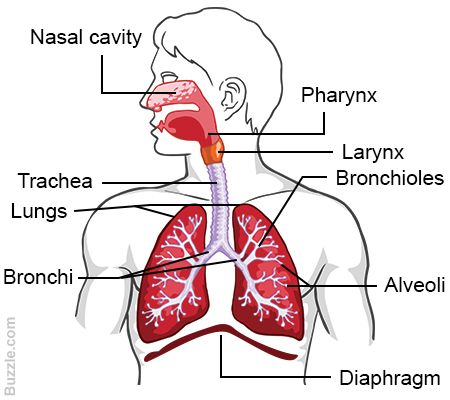 Nasal cavity
Pharynx
Larynx
Trachea
Bronchioles
Lungs
Bronchi
Alveoli
Diaphragm
Buzzle.com